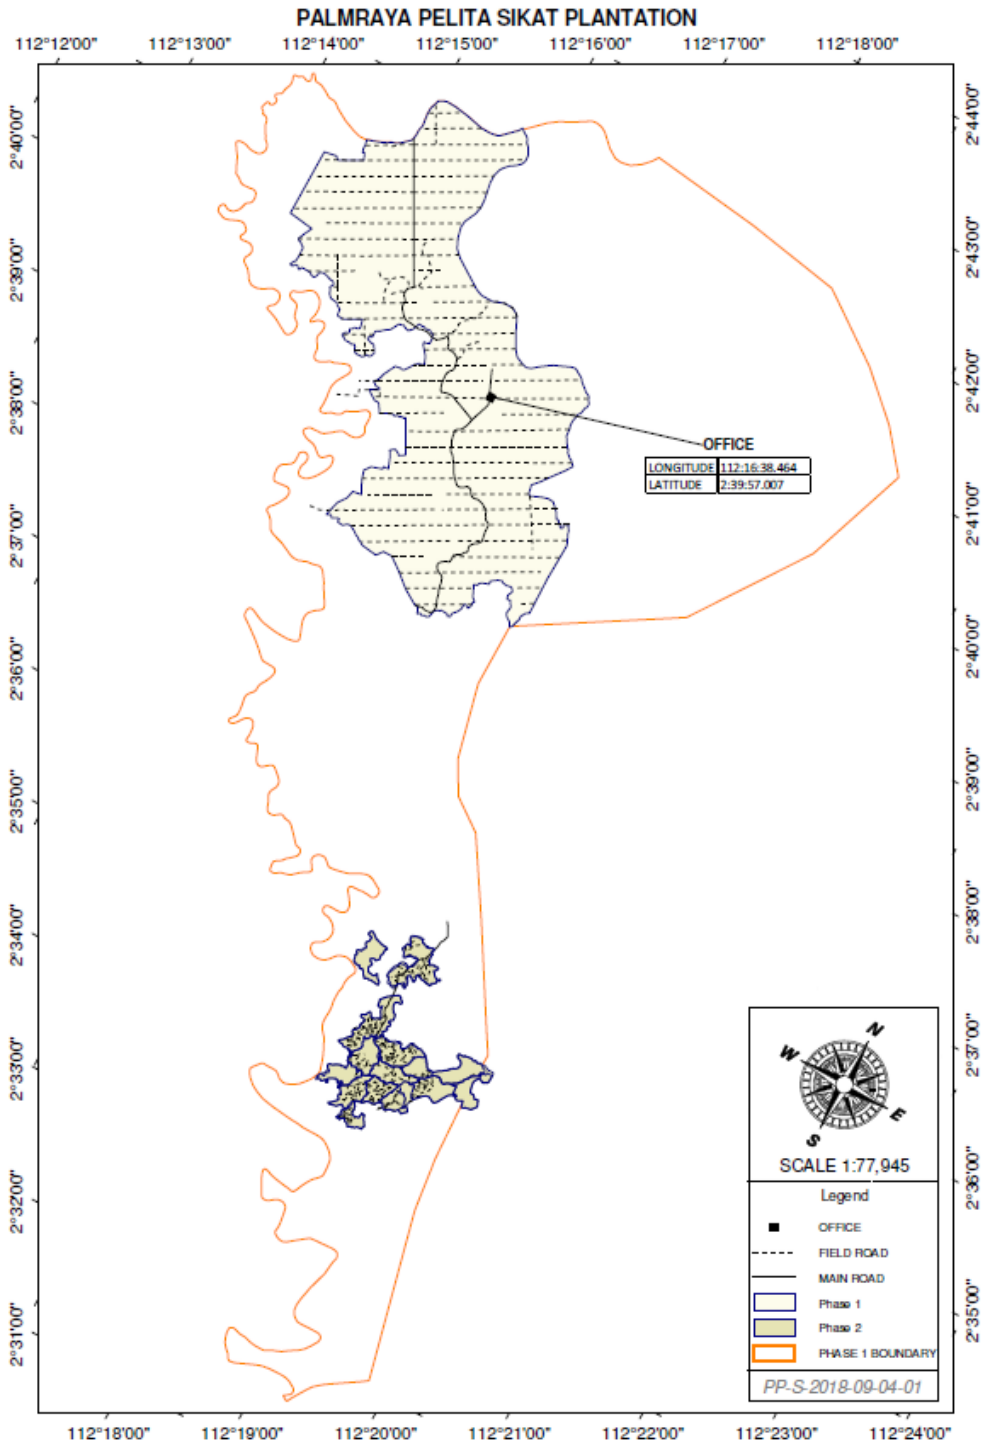 PALMRAYA PELITA SIKAT PLANTATION
112°12'00" 112°13'00" 112°14'00" 112°15'00" 112°16'00" 112°17'00" 112°18'00"
2°40'00"
2°39'00"
2°38'00"
2°37'00"
2°36'00"
2°35'00"
2°34'00"
2°33'00"
2°32'00"
2°31'00"
2°44'00"
2°43'00"
2°42'00"
2°41'00"
2°40'00"
2°39'00"
2°38'00"
2°37'00"
2°36'00"
2°35'00"
OFFICE
LONGITUDE 112:16:38.464
LATITUDE 2:39:57.007
N
W
E
S
SCALE 1:77,945
Legend
OFFICE
FIELD ROAD
MAIN ROAD
Phase 1
Phase 2
PHASE 1 BOUNDARY
PP-S-2018-09-04-01
112°18'00" 112°19'00" 112°20'00" 112°21'00" 112°22'00" 112°23'00" 112°24'00"